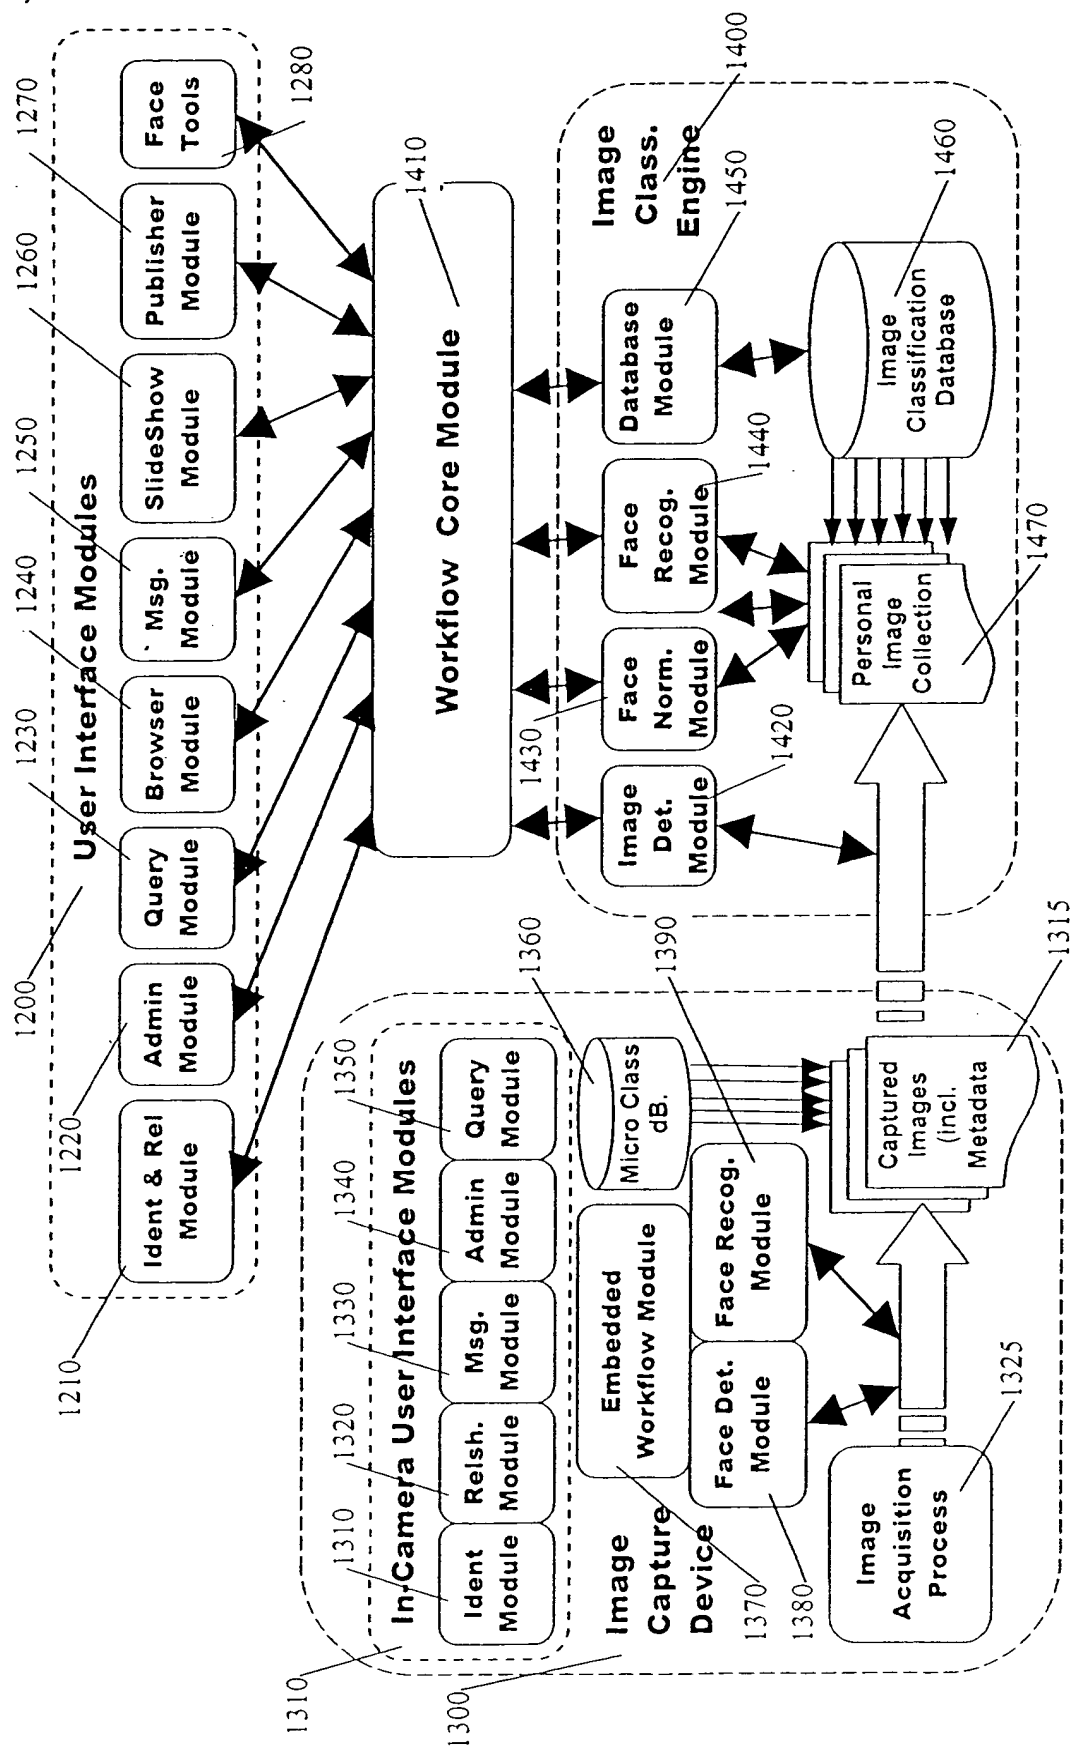 1200
User Interface Modules
1210
Ident & Rel
Module
1220
Admin
Module
1230
Query
Module
1240
Browser
Module
1250
Msg.
Module
1260
SlideShow
Module
1270
Publisher
Module
1280
Face
Tools
1410
Workflow Core Module
1300
Image
Capture
Device
1310
In-Camera User Interface Modules
1310
Ident
Module
1320
Relsh.
Module
1330
Msg.
Module
1340
Admin
Module
1350
Query
Module
1360
Micro Class
dB.
1370
Embedded
Workflow Module
1380
Face Det.
Module
1390
Face Recog.
Module
1325
Image
Acquisition
Process
1315
Captured
Images
(incl.
Metadata
1400
Image
Class.
Engine
1420
Image
Det.
Module
1430
Face
Norm.
Module
1440
Face
Recog.
Module
1450
Database
Module
1460
Image
Classification
Database
1470
Personal
Image
Collection